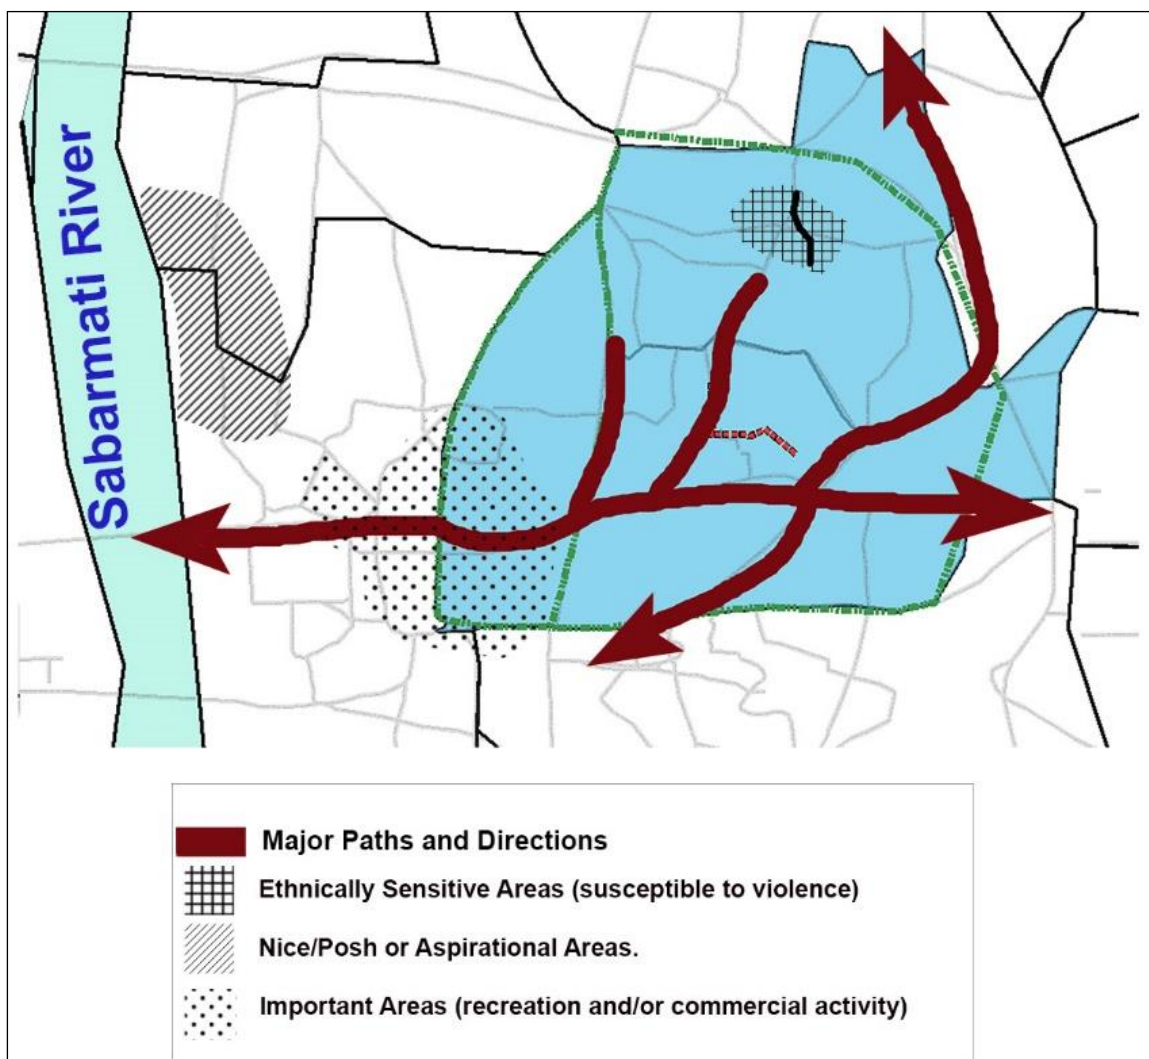 Sabarmati River
Major Paths and Directions
Ethnically Sensitive Areas (susceptible to violence)
Nice/Posh or Aspirational Areas.
Important Areas (recreation and/or commercial activity)